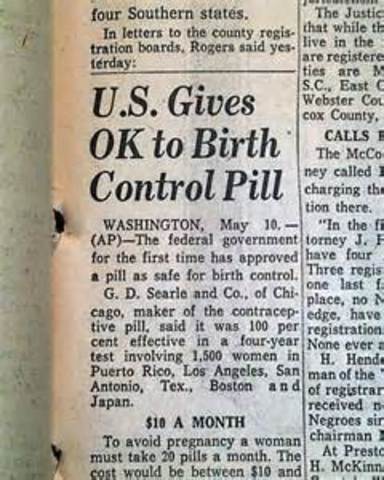 four Southern states.
In letters to the county regis-
tration boards, Rogers said yes-
terday:
U.S. Gives
OK to Birth
Control Pill
WASHINGTON, May 10.—
(AP)—The federal government
for the first time has approved
a pill as safe for birth control.
G. D. Searle and Co., of Chi-
cago, maker of the contracep-
tive pill, said it was 100 per
cent effective in a four-year
test involving 1,500 women in
Puerto Rico, Los Angeles, San
Antonio, Tex., Boston and
Japan.
$10 A MONTH
To avoid pregnancy a woman
must take 20 pills a month. The
cost would be between $10 and
The Justic
that while th
live in the
are registere
ties are M
S.C., East C
Webster Cou
cox County,
CALLS
The McCo
ney called
charging th
tion there.
"In the fi
torney J. F
have four
Three regis
one last f
place, no N
edge, have
registration
None ever a
H. Hende
man of the
of registrar
received n
Negroes sin
chairman
At Presto
H. McKinn